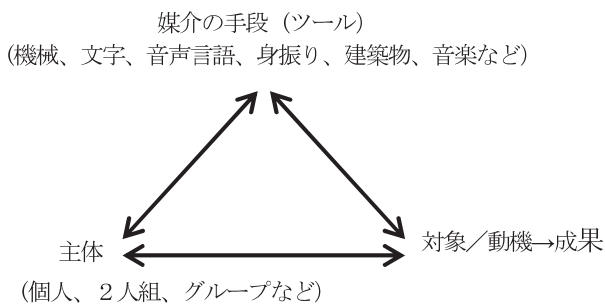 媒介の手段（ツール）
（機械、文字、音声言語、身振り、建築物、音楽など）
主体
対象／動機→成果
（個人、２人組、グループなど）